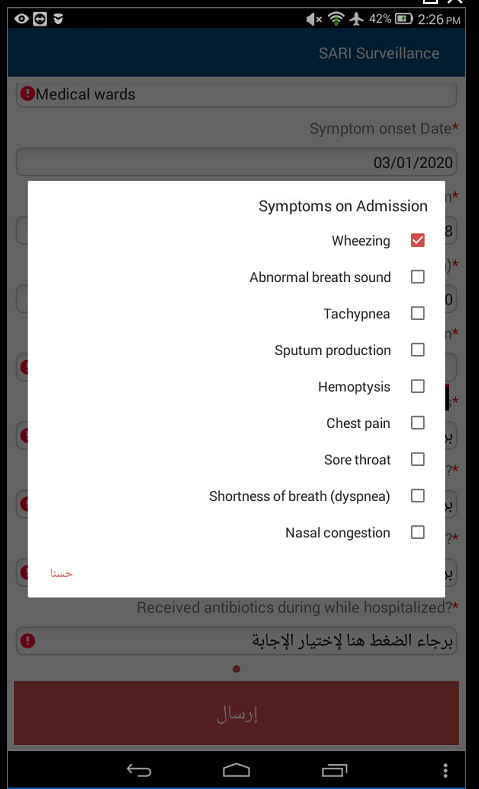 42% 2:26 PM
SARI Surveillance
Medical wards
Symptom onset Date*
03/01/2020
Symptoms on Admission
Wheezing
Abnormal breath sound
Tachypnea
Sputum production
Hemoptysis
Chest pain
Sore throat
Shortness of breath (dyspnea)
Nasal congestion
حسنا
Received antibiotics during while hospitalized?*
برجاء الضغط هنا لإختيار الإجابة
إرسال